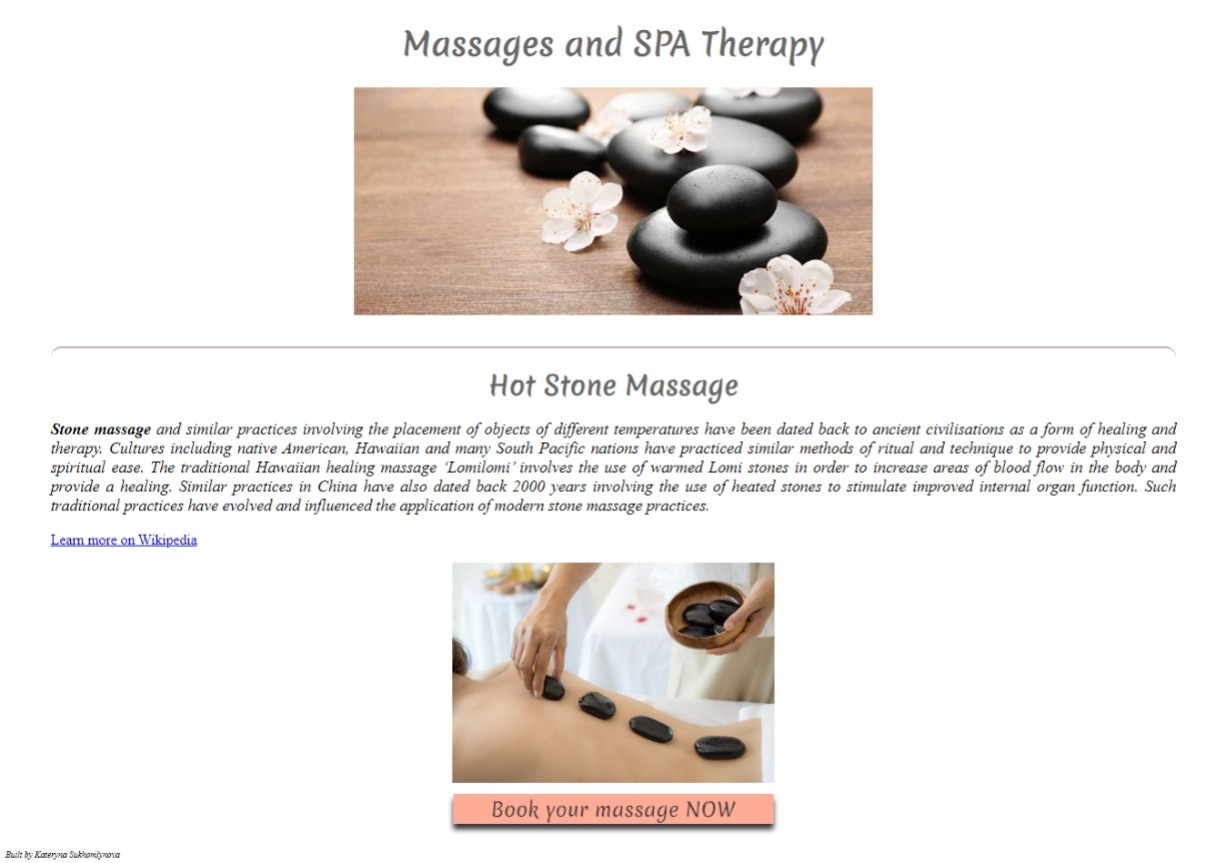 Massages and SPA Therapy
Hot Stone Massage
Stone massage and similar practices involving the placement of objects of different temperatures have been dated back to ancient civilisations as a form of healing and
therapy. Cultures including native American, Hawaiian and many South Pacific nations have practiced similar methods of ritual and technique to provide physical and
spiritual ease. The traditional Hawaiian healing massage ‘Lomilomi’ involves the use of warmed Lomi stones in order to increase areas of blood flow in the body and
provide a healing. Similar practices in China have also dated back 2000 years involving the use of heated stones to stimulate improved internal organ function. Such
traditional practices have evolved and influenced the application of modern stone massage practices.
Learn more on Wikipedia
Book your massage NOW
Built by Kateryna Sukhomlynova